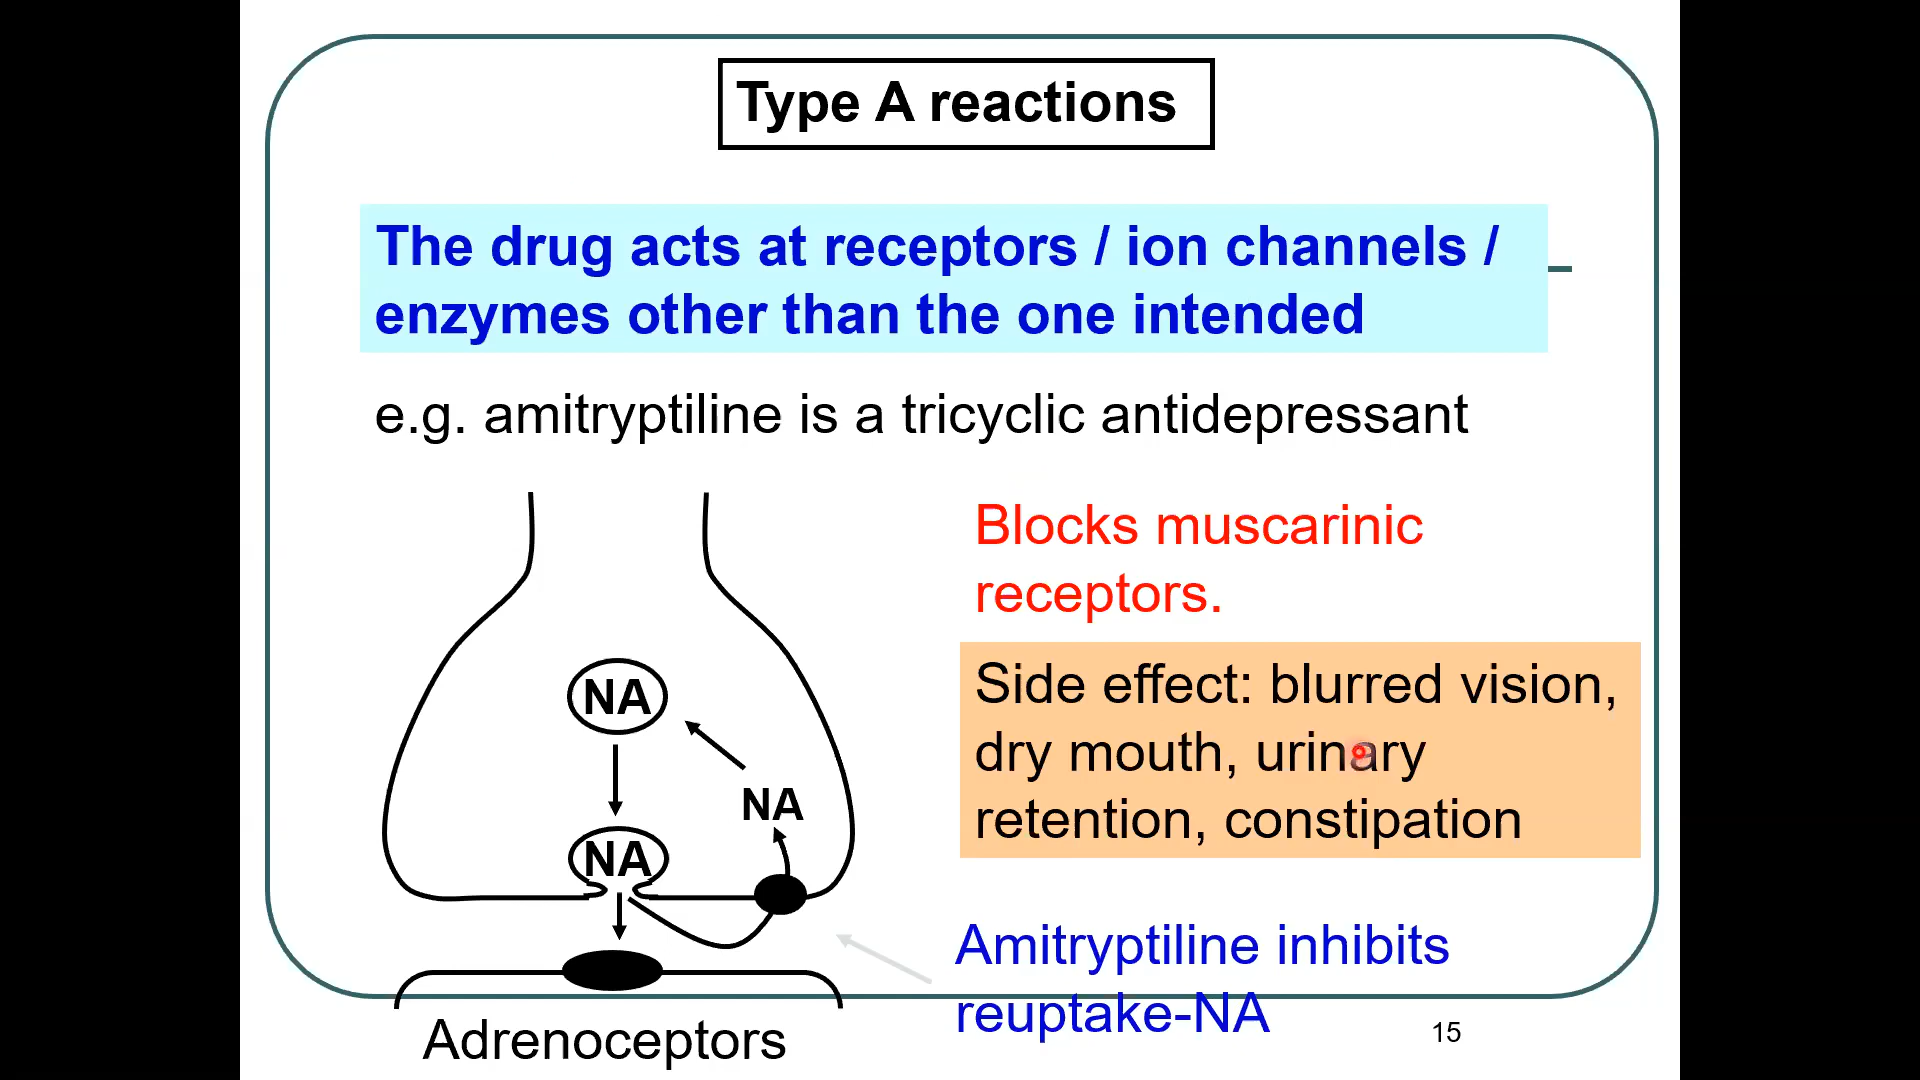 Type A reactions
The drug acts at receptors / ion channels /
enzymes other than the one intended
e.g. amitryptiline is a tricyclic antidepressant
Blocks muscarinic
receptors.
Side effect: blurred vision,
dry mouth, urinary
retention, constipation
NA
NA
NA
Amitryptiline inhibits
reuptake-NA
Adrenoceptors
15